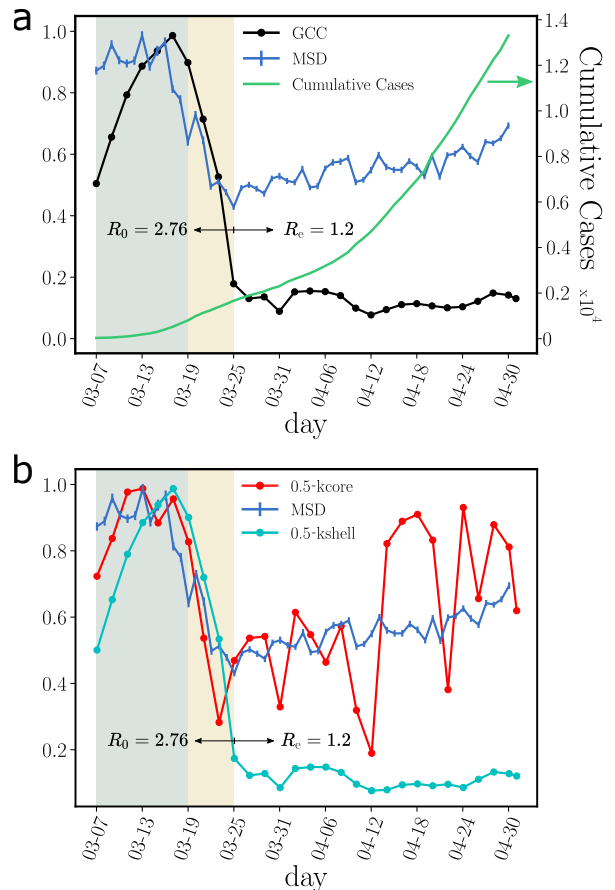 a
GCC
MSD
Cumulative Cases
1.0
0.8
0.6
0.4
0.2
0.0
1.4
1.2
1.0
0.8
0.6
0.4
0.2
0
Cumulative Cases ×10⁴
R₀ = 2.76
Rₑ = 1.2
03-07
03-13
03-19
03-25
03-31
04-06
04-12
04-18
04-24
04-30
day
b
0.5-kcore
MSD
0.5-kshell
1.0
0.8
0.6
0.4
0.2
R₀ = 2.76
Rₑ = 1.2
03-07
03-13
03-19
03-25
03-31
04-06
04-12
04-18
04-24
04-30
day